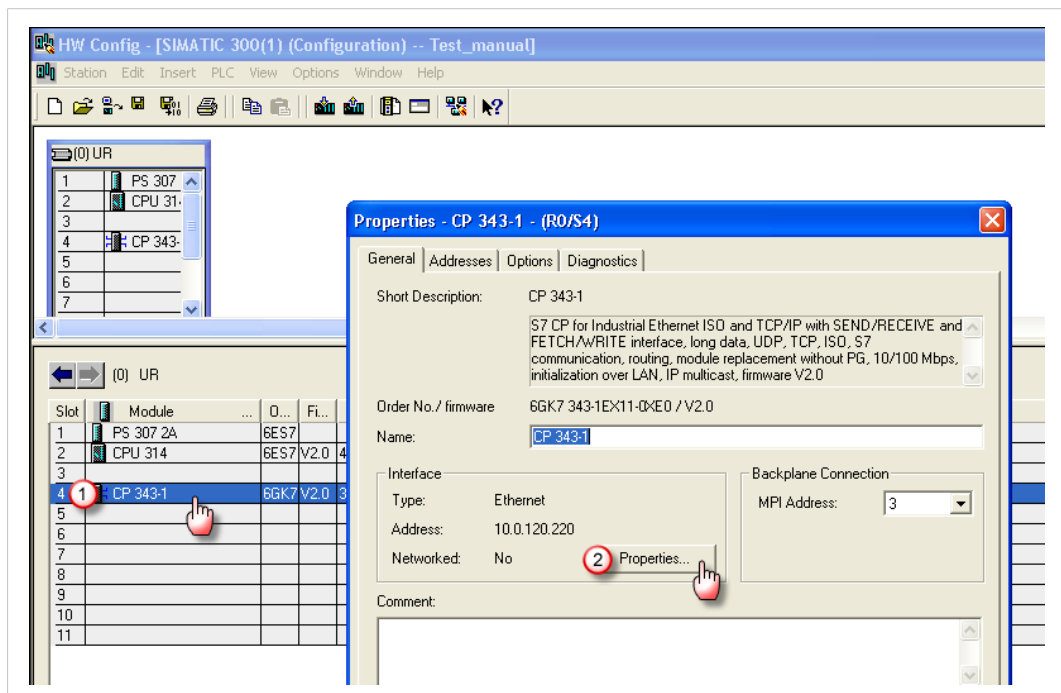 HW Config - [SIMATIC 300(1) (Configuration) -- Test_manual]
Station Edit Insert PLC View Options Window Help
(0) UR
1 PS 307
2 CPU 31
3
4 CP 343-
5
6
7
Properties - CP 343-1 - (R0/S4)
General Addresses Options Diagnostics
Short Description: CP 343-1
S7 CP for Industrial Ethernet ISO and TCP/IP with SEND/RECEIVE and
FETCH/WRITE interface, long data, UDP, TCP, ISO, S7
communication, routing, module replacement without PG, 10/100 Mbps,
initialization over LAN, IP multicast, firmware V2.0
Order No./ firmware 6GK7 343-1EX11-0XE0 / V2.0
Name: CP 343-1
Interface
Type: Ethernet
Address: 10.0.120.220
Networked: No
2 Properties...
Backplane Connection
MPI Address: 3
Comment:
(0) UR
Slot Module ... O... Fi...
1 PS 307 2A 6ES7
2 CPU 314 6ES7 V2.0 4
3
4 1 CP 343-1 6GK7 V2.0 3
5
6
7
8
9
10
11